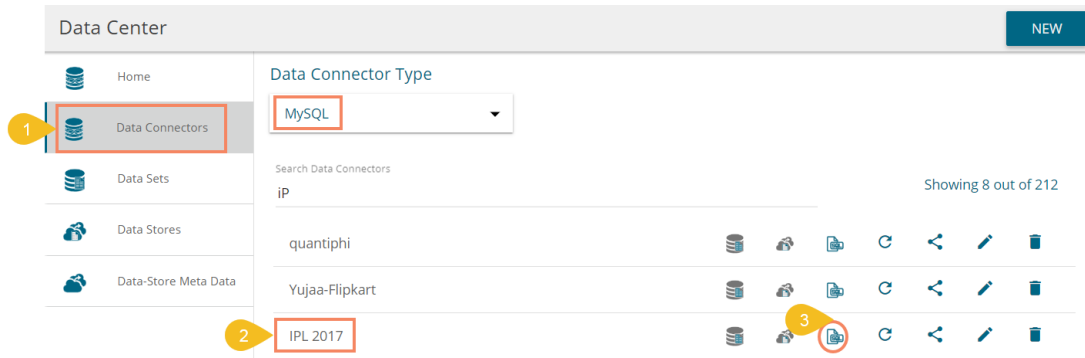 Data Center
NEW
Home
Data Connector Type
1
Data Connectors
MySQL
Data Sets
Search Data Connectors
iP
Showing 8 out of 212
Data Stores
quantiphi
Data-Store Meta Data
Yujaa-Flipkart
2
IPL 2017
3